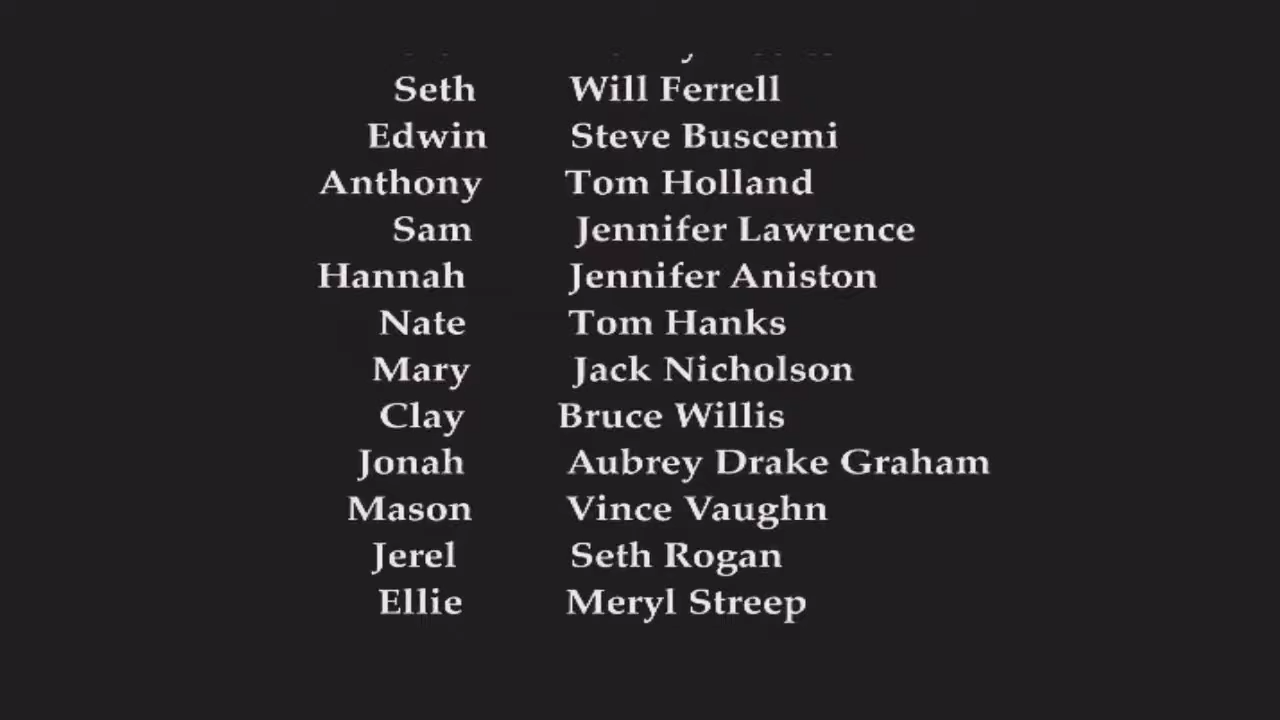 Seth Will Ferrell
Edwin Steve Buscemi
Anthony Tom Holland
Sam Jennifer Lawrence
Hannah Jennifer Aniston
Nate Tom Hanks
Mary Jack Nicholson
Clay Bruce Willis
Jonah Aubrey Drake Graham
Mason Vince Vaughn
Jerel Seth Rogan
Ellie Meryl Streep